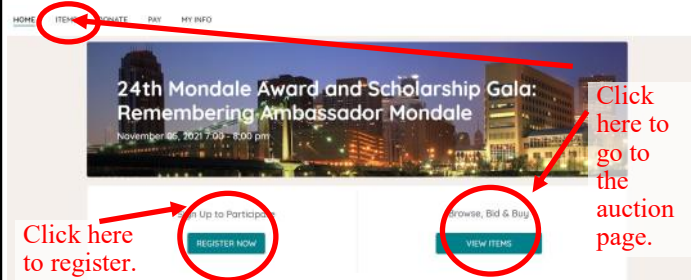 HOME ITEMS DONATE PAY MY INFO
24th Mondale Award and Scholarship Gala:
Remembering Ambassador Mondale
November 05, 2021 7:00 - 8:00 pm
Click
here to
go to
the
auction
page.
Sign Up to Participate
Browse, Bid & Buy
REGISTER NOW
VIEW ITEMS
Click here
to register.